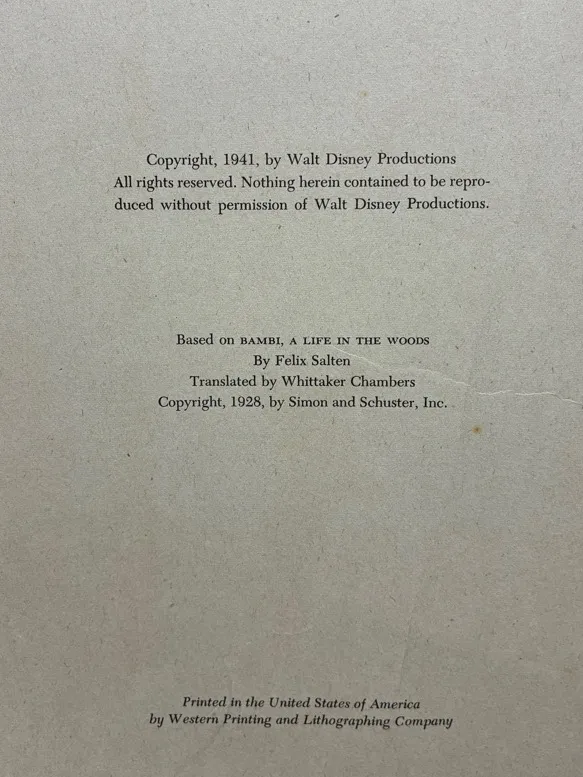 Copyright, 1941, by Walt Disney Productions
All rights reserved. Nothing herein contained to be repro-
duced without permission of Walt Disney Productions.
Based on BAMBI, A LIFE IN THE WOODS
By Felix Salten
Translated by Whittaker Chambers
Copyright, 1928, by Simon and Schuster, Inc.
Printed in the United States of America
by Western Printing and Lithographing Company